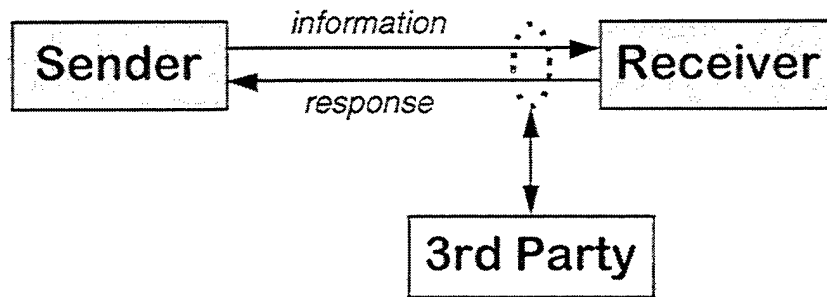 information
Sender
Receiver
response
3rd Party